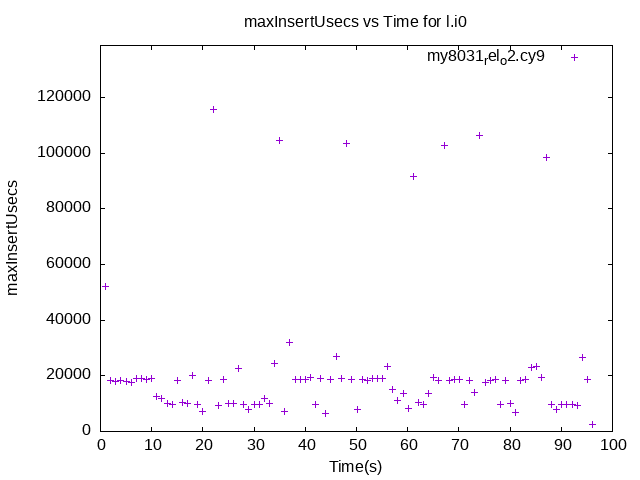 maxInsertUsecs vs Time for l.i0
my8031relo2.cy9
120000
100000
80000
60000
40000
20000
0
maxInsertUsecs
0 10 20 30 40 50 60 70 80 90 100
Time(s)